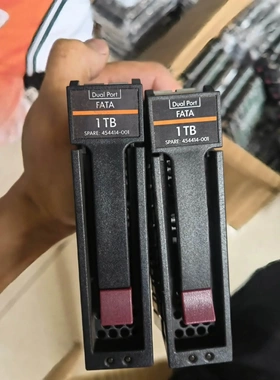 Dual Port
FATA
1 TB
SPARE: 454414-001
Dual Port
FATA
1 TB
SPARE: 454414-001